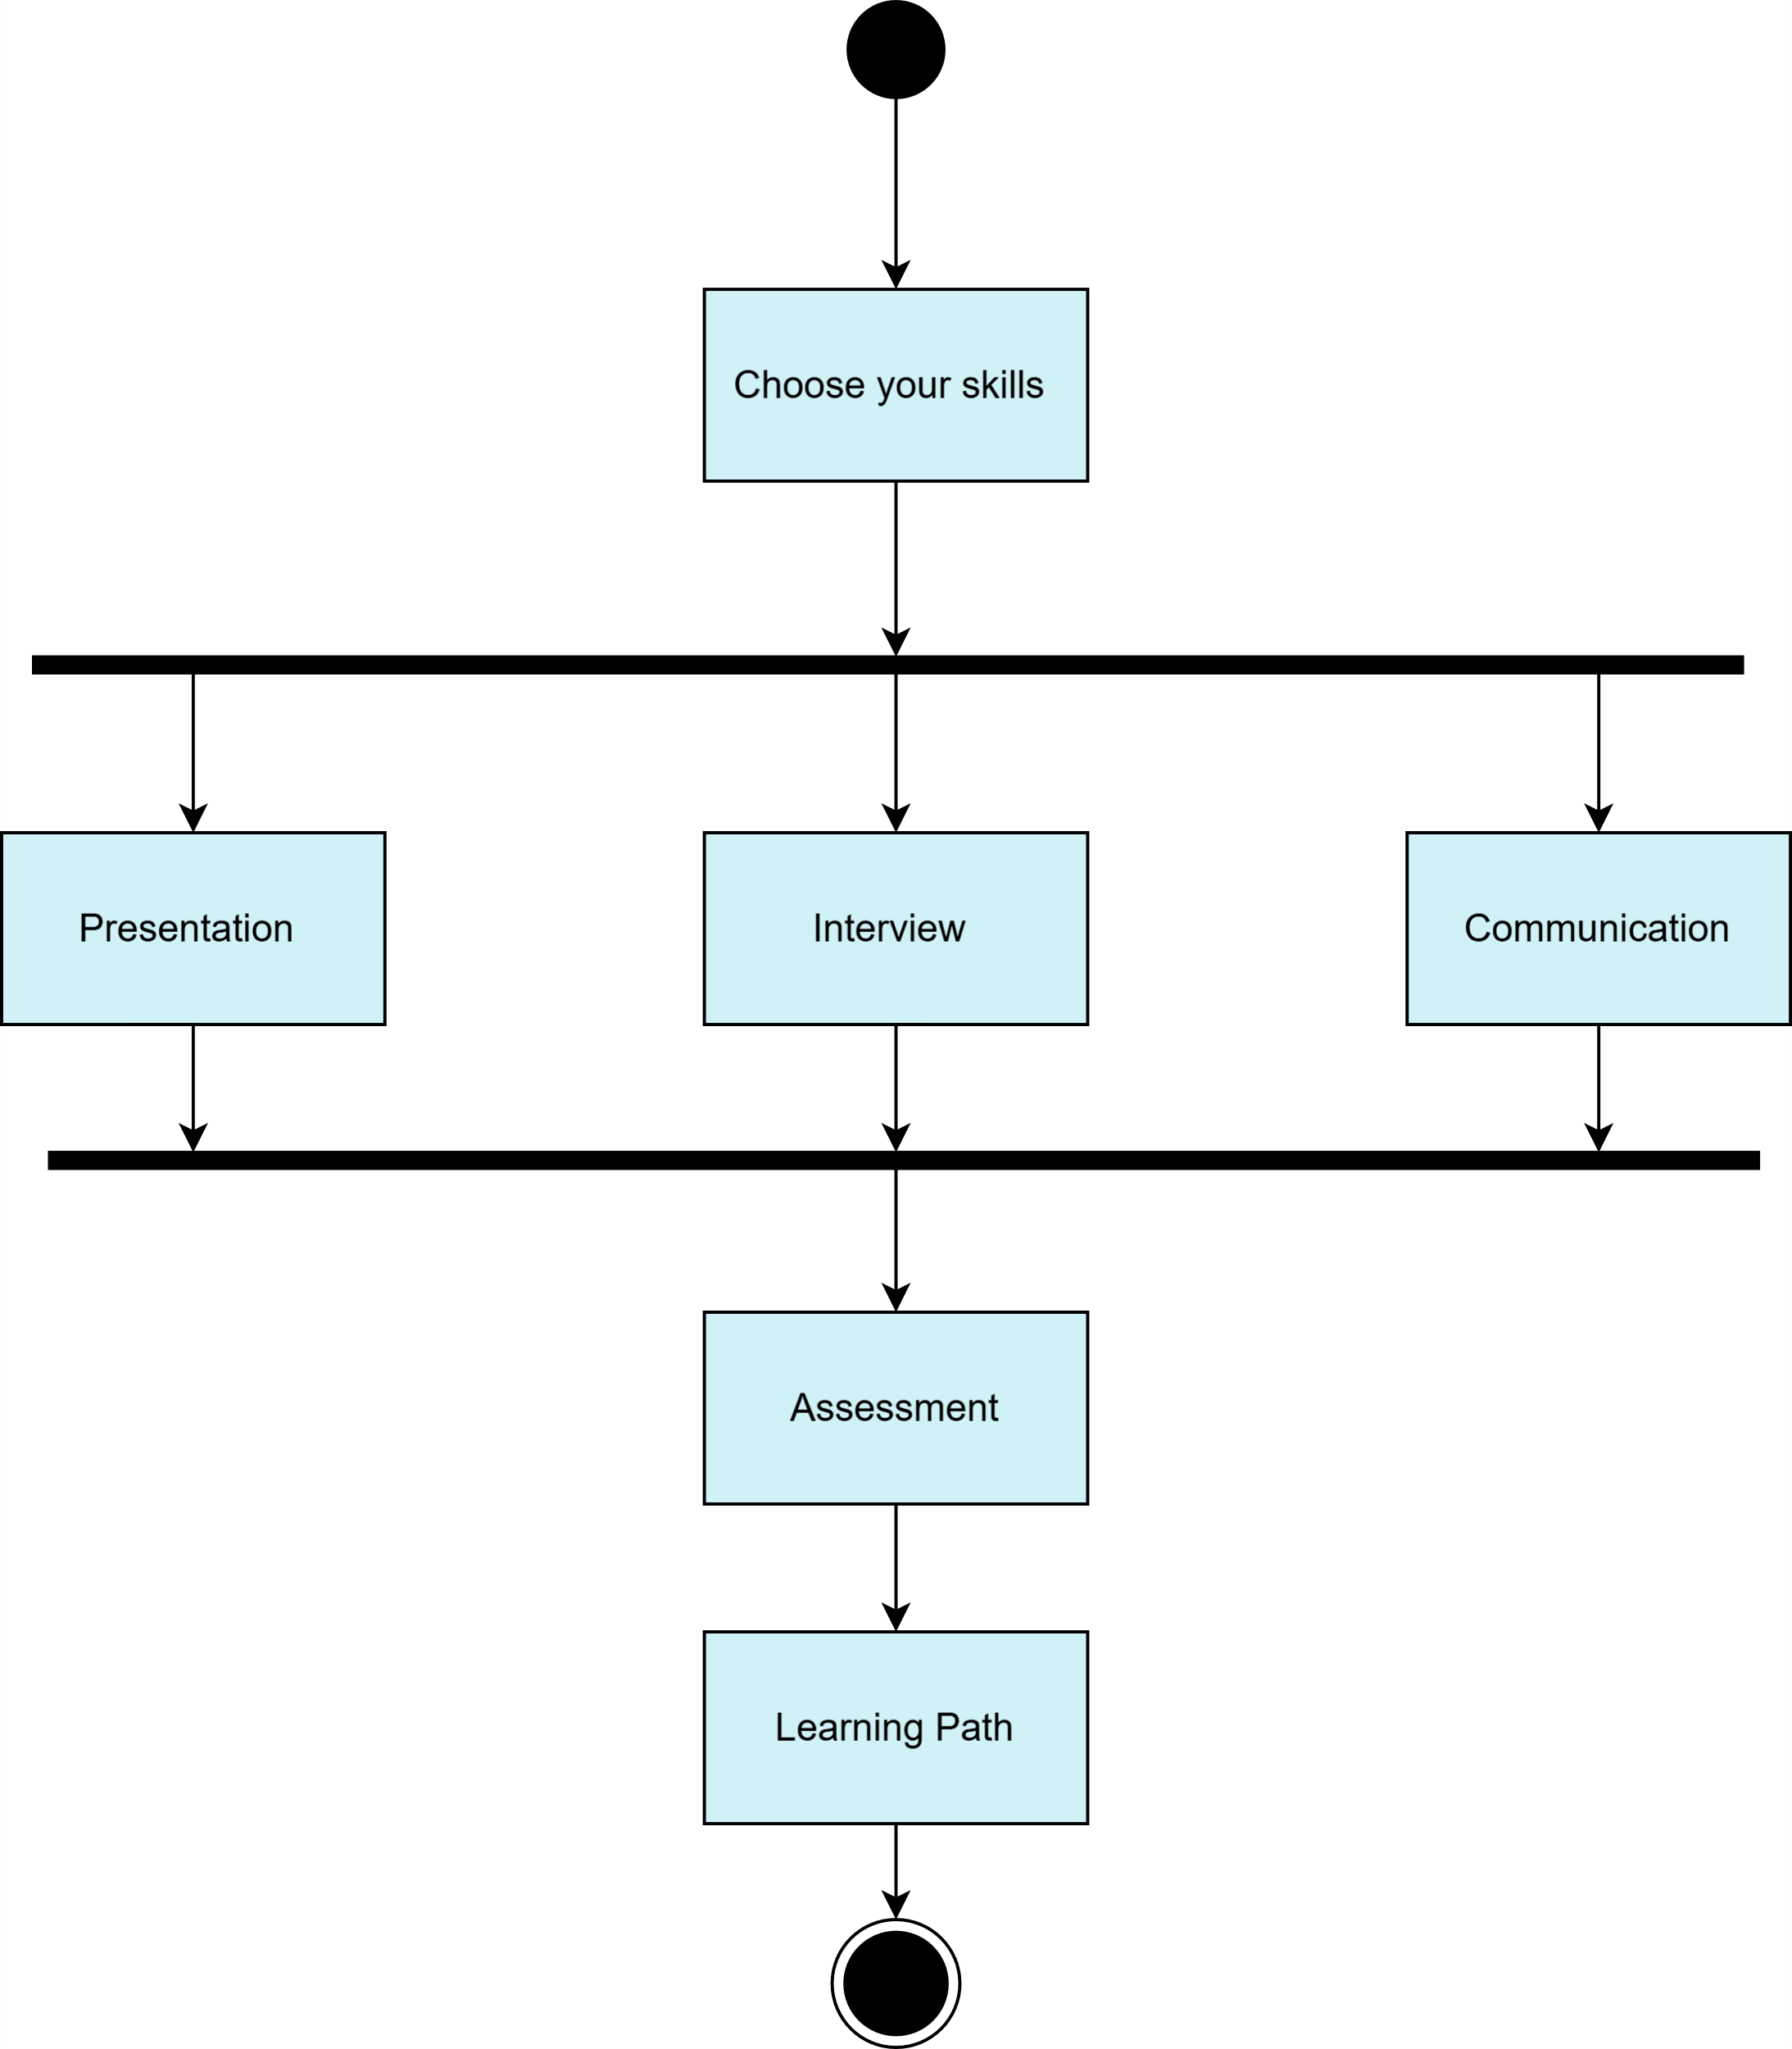 Choose your skills
Presentation
Interview
Communication
Assessment
Learning Path